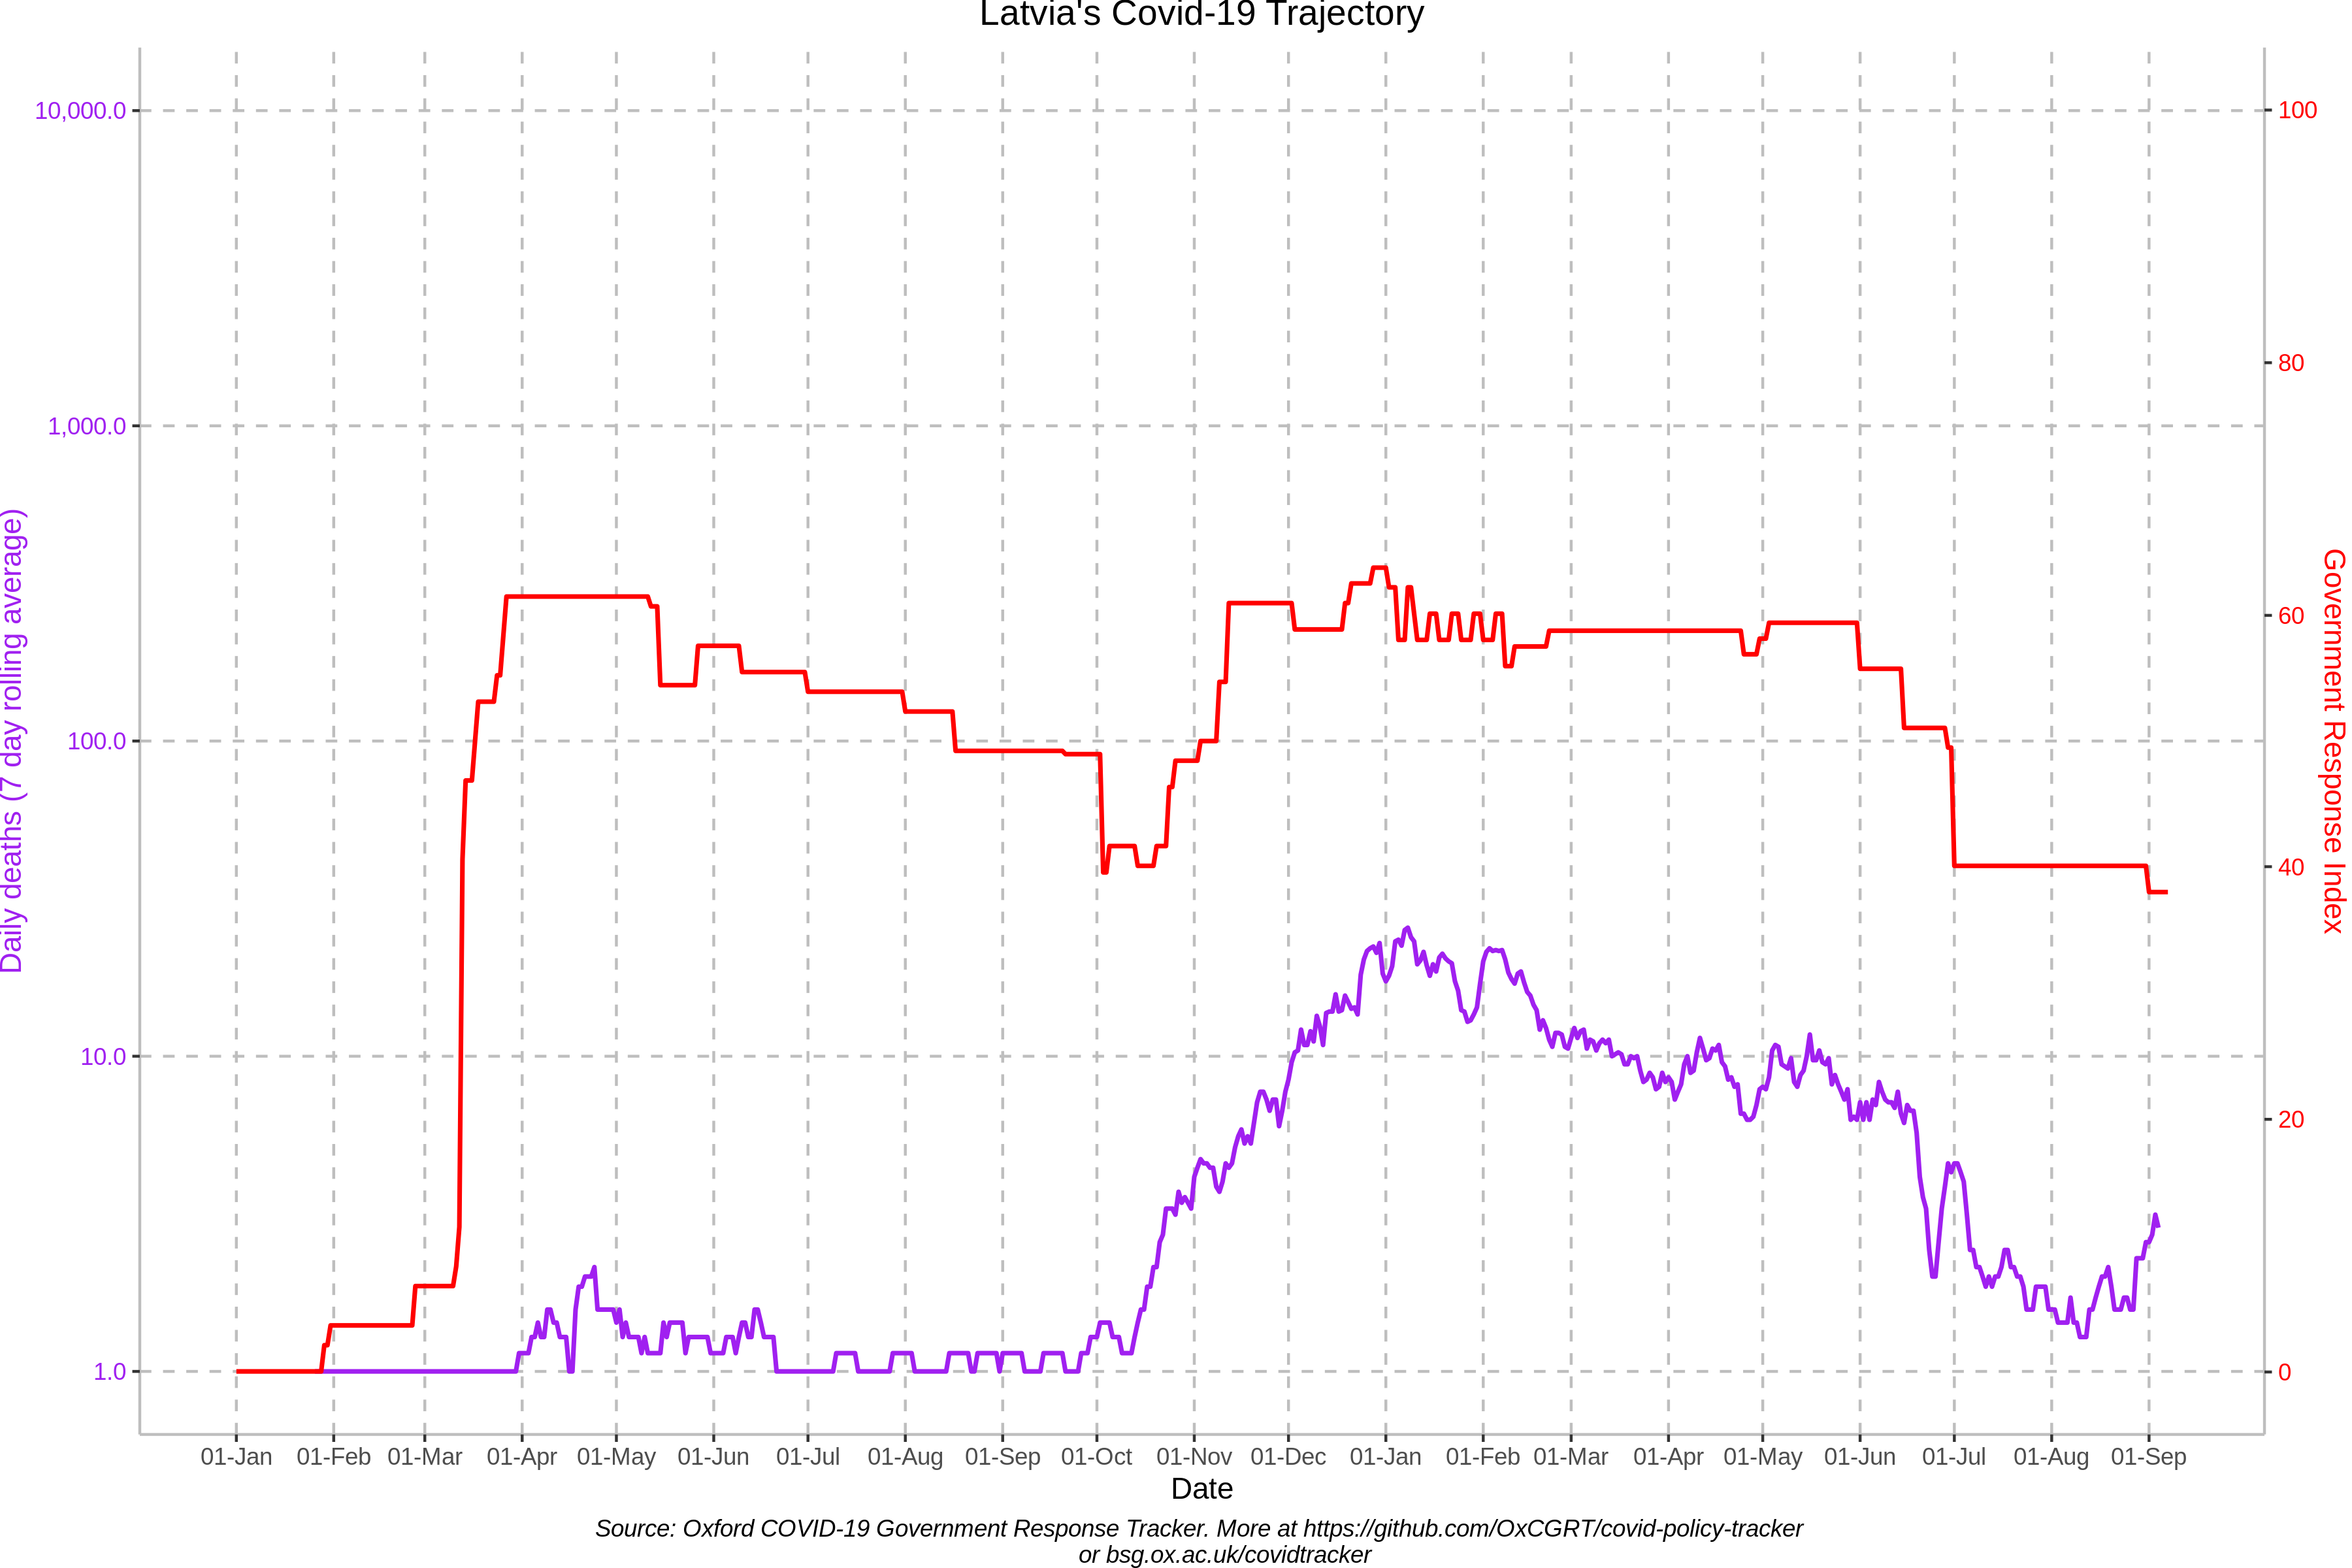 Latvia's Covid-19 Trajectory
10,000.0
1,000.0
100.0
10.0
1.0
Daily deaths (7 day rolling average)
100
80
60
40
20
0
Government Response Index
01-Jan 01-Feb 01-Mar 01-Apr 01-May 01-Jun 01-Jul 01-Aug 01-Sep 01-Oct 01-Nov 01-Dec 01-Jan 01-Feb 01-Mar 01-Apr 01-May 01-Jun 01-Jul 01-Aug 01-Sep
Date
Source: Oxford COVID-19 Government Response Tracker. More at https://github.com/OxCGRT/covid-policy-tracker
or bsg.ox.ac.uk/covidtracker